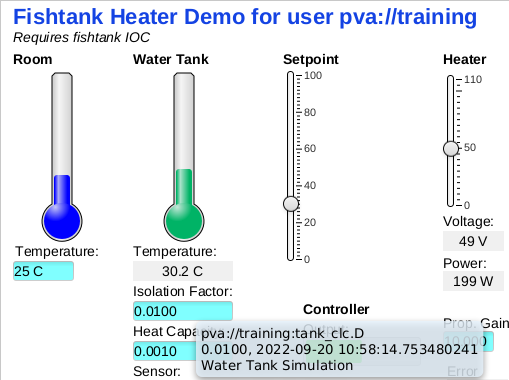 Fishtank Heater Demo for user pva://training
Requires fishtank IOC
Room
Water Tank
Setpoint
Heater
100
80
60
40
20
0
110
50
0
Temperature:
25 C
Temperature:
30.2 C
Isolation Factor:
0.0100
Heat Capa
0.0010
Sensor:
Voltage:
49 V
Power:
199 W
Controller
Output:
Prop. Gain
10.000
Error
pva://training:tank_clc.D
0.0100, 2022-09-20 10:58:14.753480241
Water Tank Simulation